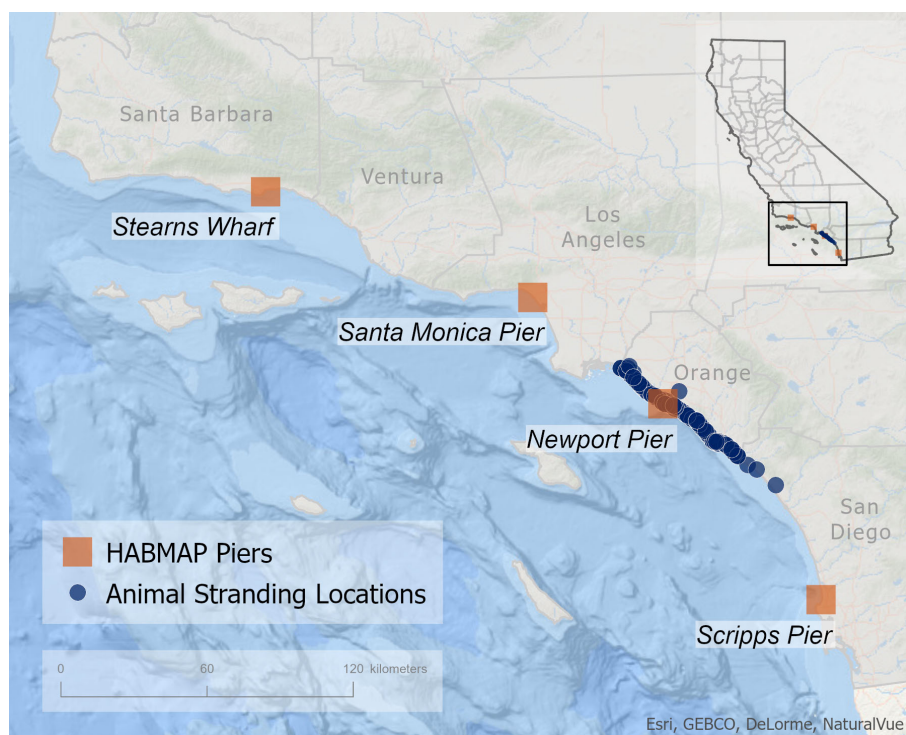 Santa Barbara
Ventura
Stearns Wharf
Los
Angeles
Santa Monica Pier
Orange
Newport Pier
San
Diego
HABMAP Piers
Animal Stranding Locations
Scripps Pier
0 60 120 kilometers
Esri, GEBCO, DeLorme, NaturalVue